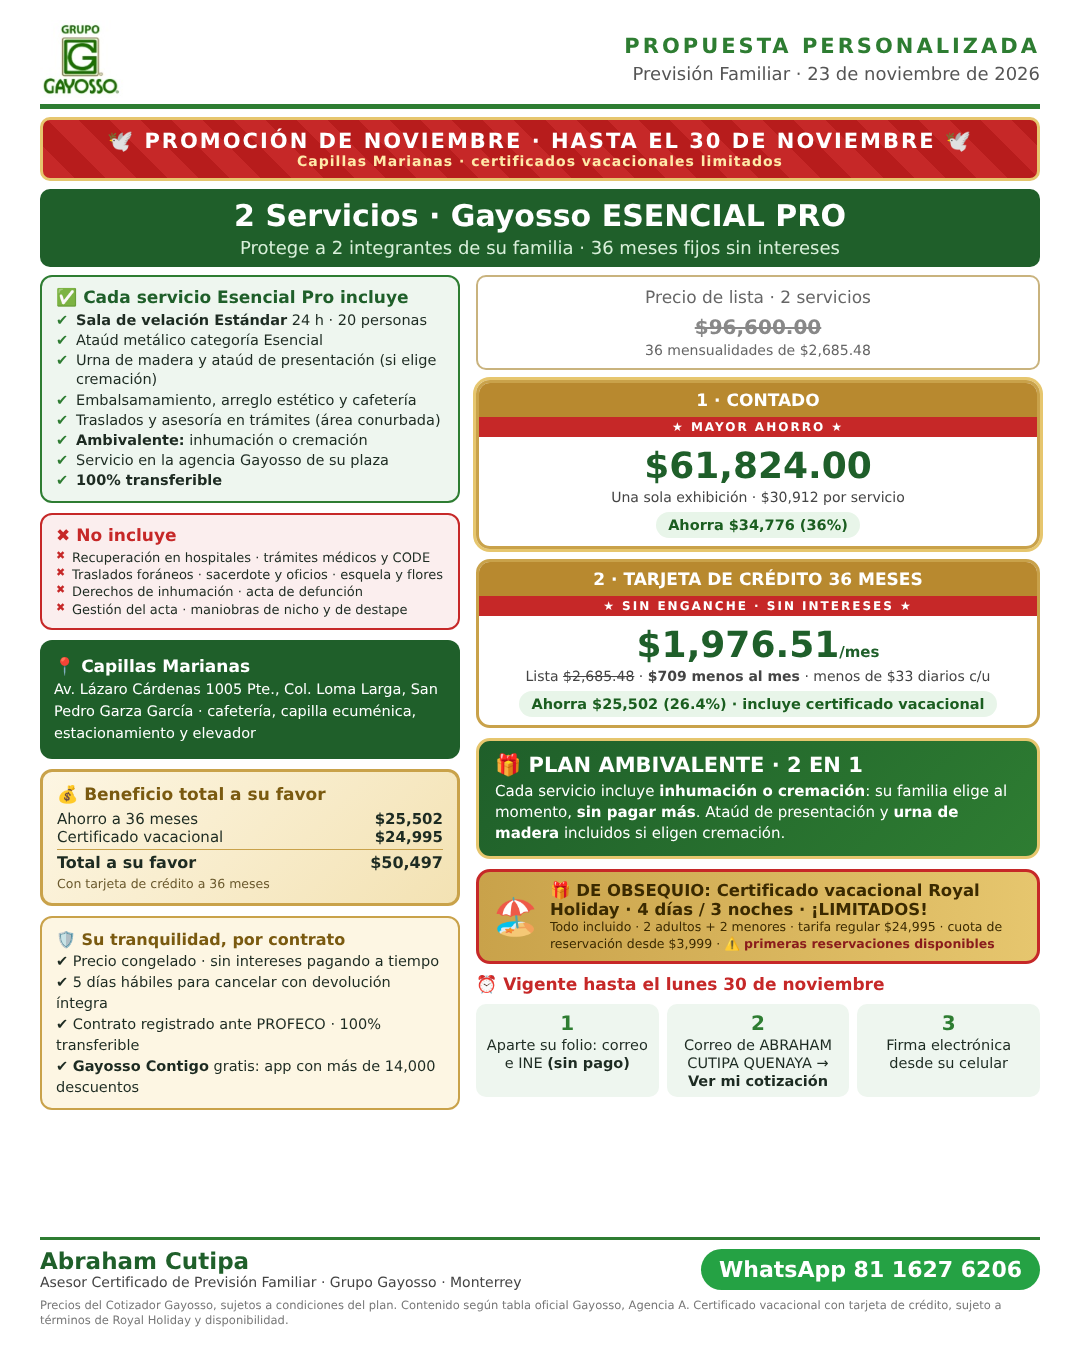 GRUPO
G
GAYOSSO.
PROPUESTA PERSONALIZADA
Previsión Familiar · 23 de noviembre de 2026
🕊️ PROMOCIÓN DE NOVIEMBRE · HASTA EL 30 DE NOVIEMBRE 🕊️
Capillas Marianas · certificados vacacionales limitados
2 Servicios · Gayosso ESENCIAL PRO
Protege a 2 integrantes de su familia · 36 meses fijos sin intereses
✅ Cada servicio Esencial Pro incluye
✔ Sala de velación Estándar 24 h · 20 personas
✔ Ataúd metálico categoría Esencial
✔ Urna de madera y ataúd de presentación (si elige
cremación)
✔ Embalsamamiento, arreglo estético y cafetería
✔ Traslados y asesoría en trámites (área conurbada)
✔ Ambivalente: inhumación o cremación
✔ Servicio en la agencia Gayosso de su plaza
✔ 100% transferible
✖ No incluye
✖ Recuperación en hospitales · trámites médicos y CODE
✖ Traslados foráneos · sacerdote y oficios · esquela y flores
✖ Derechos de inhumación · acta de defunción
✖ Gestión del acta · maniobras de nicho y de destape
📍 Capillas Marianas
Av. Lázaro Cárdenas 1005 Pte., Col. Loma Larga, San
Pedro Garza García · cafetería, capilla ecuménica,
estacionamiento y elevador
💰 Beneficio total a su favor
Ahorro a 36 meses $25,502
Certificado vacacional $24,995
Total a su favor $50,497
Con tarjeta de crédito a 36 meses
🛡️ Su tranquilidad, por contrato
✔ Precio congelado · sin intereses pagando a tiempo
✔ 5 días hábiles para cancelar con devolución
íntegra
✔ Contrato registrado ante PROFECO · 100%
transferible
✔ Gayosso Contigo gratis: app con más de 14,000
descuentos
Precio de lista · 2 servicios
$96,600.00
36 mensualidades de $2,685.48
1 · CONTADO
★ MAYOR AHORRO ★
$61,824.00
Una sola exhibición · $30,912 por servicio
Ahorra $34,776 (36%)
2 · TARJETA DE CRÉDITO 36 MESES
★ SIN ENGANCHE · SIN INTERESES ★
$1,976.51/mes
Lista $2,685.48 · $709 menos al mes · menos de $33 diarios c/u
Ahorra $25,502 (26.4%) · incluye certificado vacacional
🎁 PLAN AMBIVALENTE · 2 EN 1
Cada servicio incluye inhumación o cremación: su familia elige al
momento, sin pagar más. Ataúd de presentación y urna de
madera incluidos si eligen cremación.
🎁 DE OBSEQUIO: Certificado vacacional Royal
Holiday · 4 días / 3 noches · ¡LIMITADOS!
Todo incluido · 2 adultos + 2 menores · tarifa regular $24,995 · cuota de
reservación desde $3,999 · ⚠️ primeras reservaciones disponibles
⏰ Vigente hasta el lunes 30 de noviembre
1
Aparte su folio: correo
e INE (sin pago)
2
Correo de ABRAHAM
CUTIPA QUENAYA →
Ver mi cotización
3
Firma electrónica
desde su celular
Abraham Cutipa
Asesor Certificado de Previsión Familiar · Grupo Gayosso · Monterrey
WhatsApp 81 1627 6206
Precios del Cotizador Gayosso, sujetos a condiciones del plan. Contenido según tabla oficial Gayosso, Agencia A. Certificado vacacional con tarjeta de crédito, sujeto a
términos de Royal Holiday y disponibilidad.